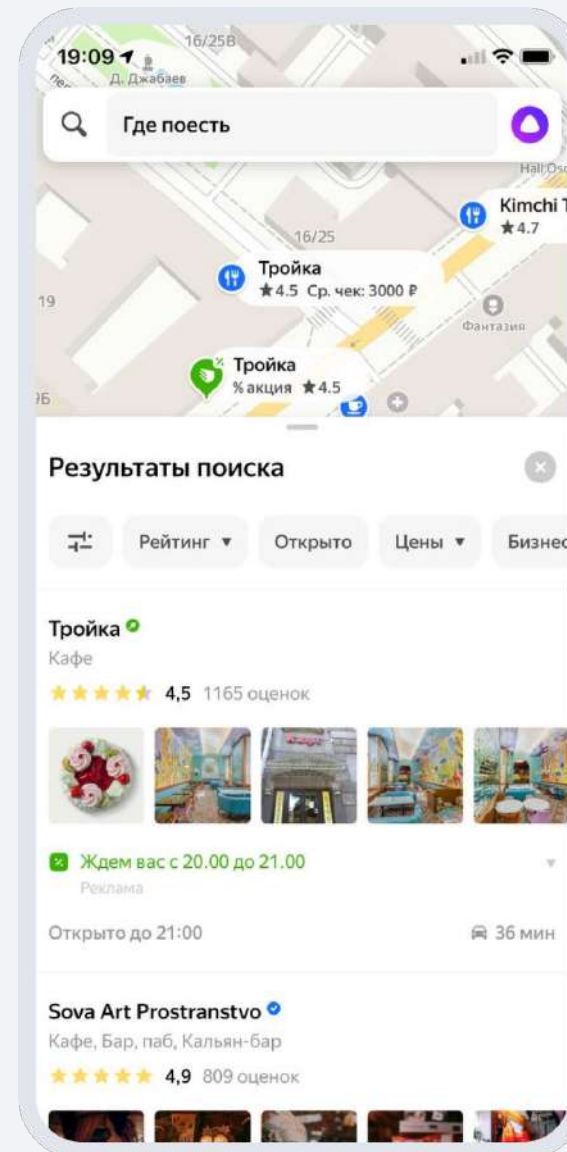 16/25В
19:09
Д. Джабаев
Где поесть
Kimchi
★4.7
16/25
Тройка
★4.5 Ср. чек: 3000 ₽
19
Фантазия
Тройка
% акция ★4.5
Результаты поиска
Рейтинг ▼ Открыто Цены ▼ Бизнес
Тройка
Кафе
4,5 1165 оценок
Ждем вас с 20.00 до 21.00
Реклама
Открыто до 21:00 36 мин
Sova Art Prostranstvo
Кафе, Бар, паб, Кальян-бар
4,9 809 оценок